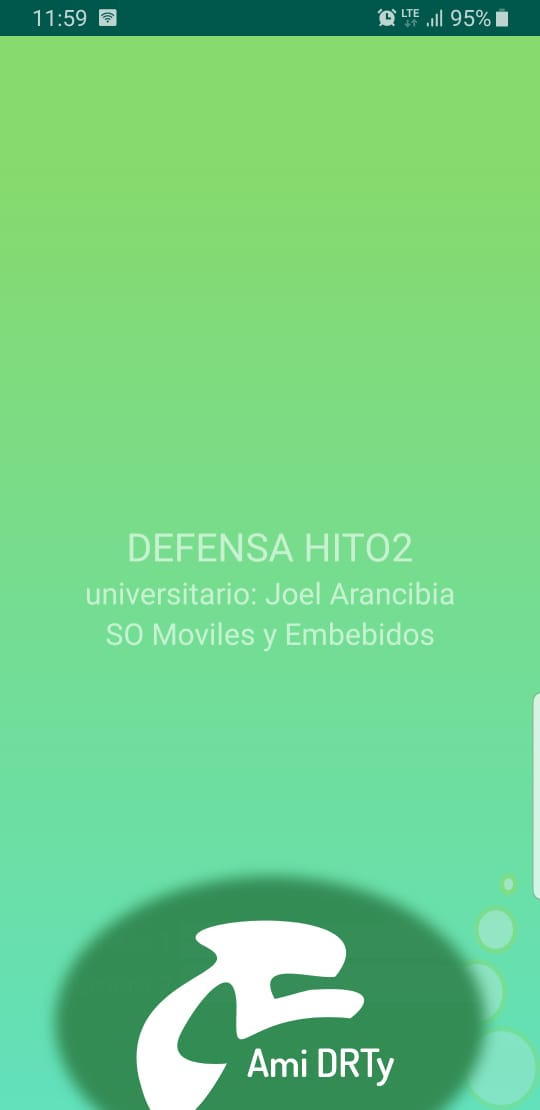 11:59
LTE
95%
DEFENSA HITO2
universitario: Joel Arancibia
SO Moviles y Embebidos
Ami DRTy